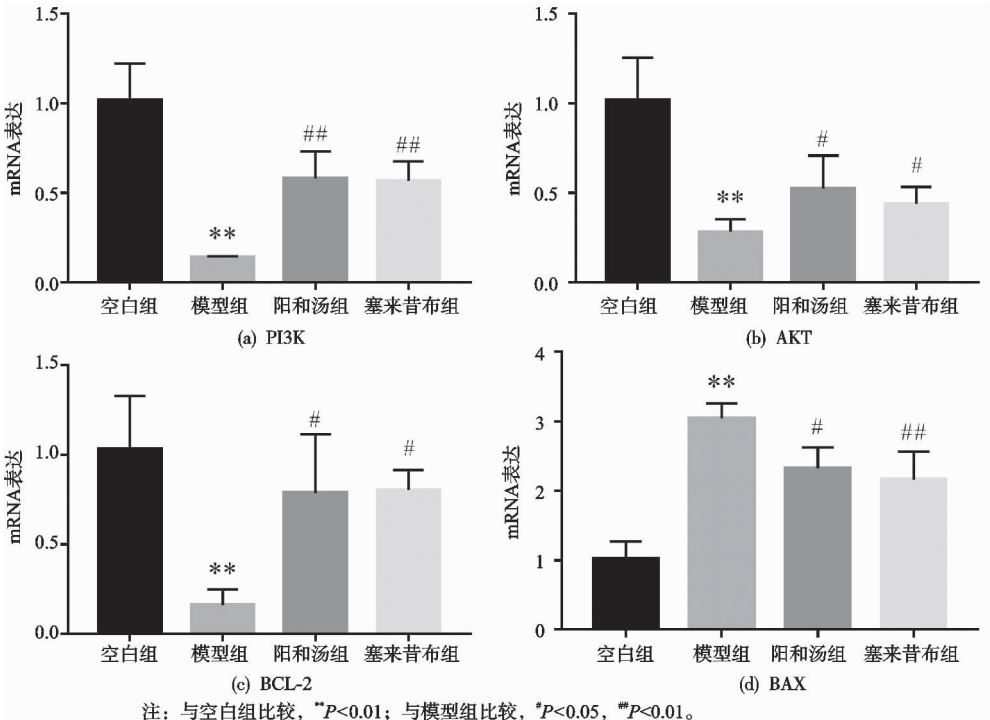 1.5
1.0
0.5
0.0
mRNA表达
**
##
##
空白组 模型组 阳和汤组 塞来昔布组
(a) PI3K
1.5
1.0
0.5
0.0
mRNA表达
**
#
#
空白组 模型组 阳和汤组 塞来昔布组
(b) AKT
1.5
1.0
0.5
0.0
mRNA表达
**
#
#
空白组 模型组 阳和汤组 塞来昔布组
(c) BCL-2
4
3
2
1
0
mRNA表达
**
#
##
空白组 模型组 阳和汤组 塞来昔布组
(d) BAX
注：与空白组比较，**P<0.01；与模型组比较，#P<0.05，##P<0.01。